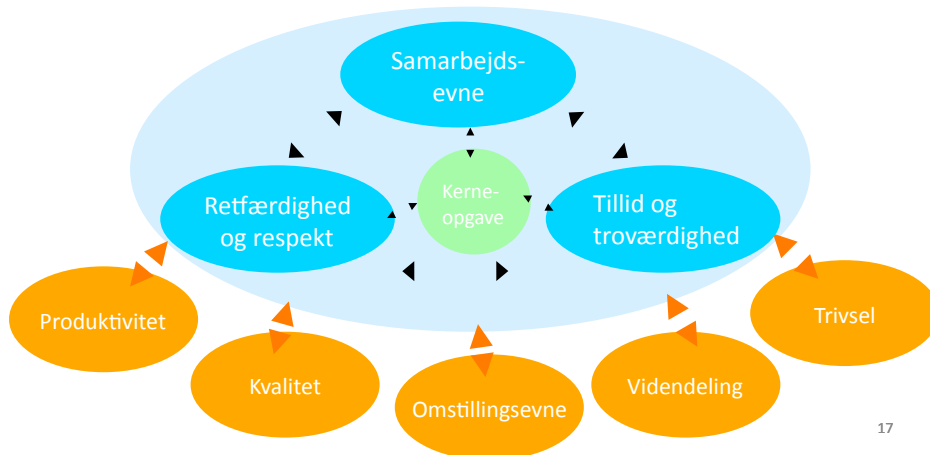 Samarbejds-
evne
Kerne-
opgave
Retfærdighed
og respekt
Tillid og
troværdighed
Produktivitet
Kvalitet
Omstillingsevne
Videndeling
Trivsel
17